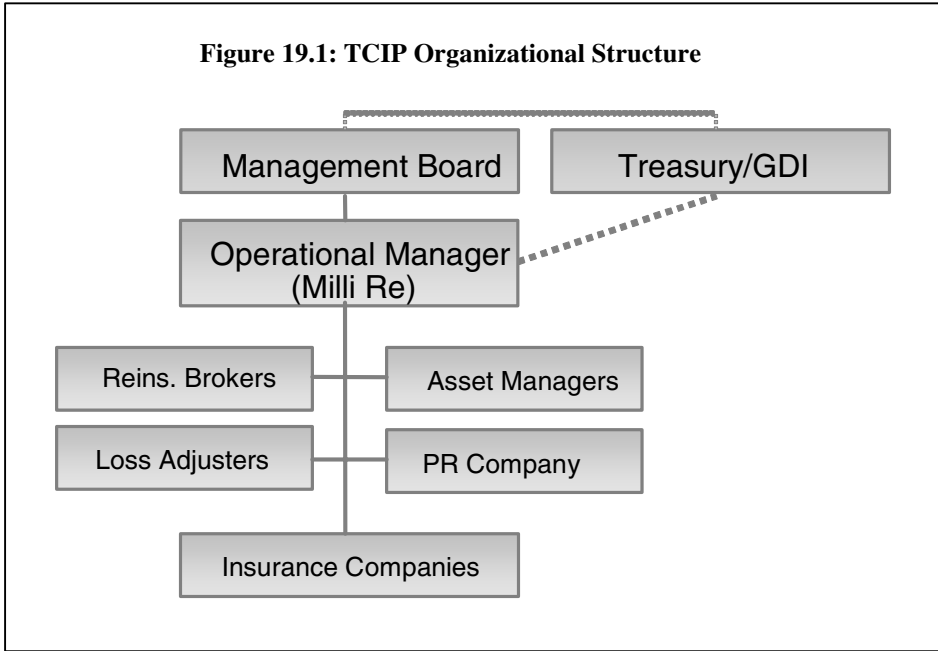 Figure 19.1: TCIP Organizational Structure
Management Board
Treasury/GDI
Operational Manager
(Milli Re)
Reins. Brokers
Asset Managers
Loss Adjusters
PR Company
Insurance Companies